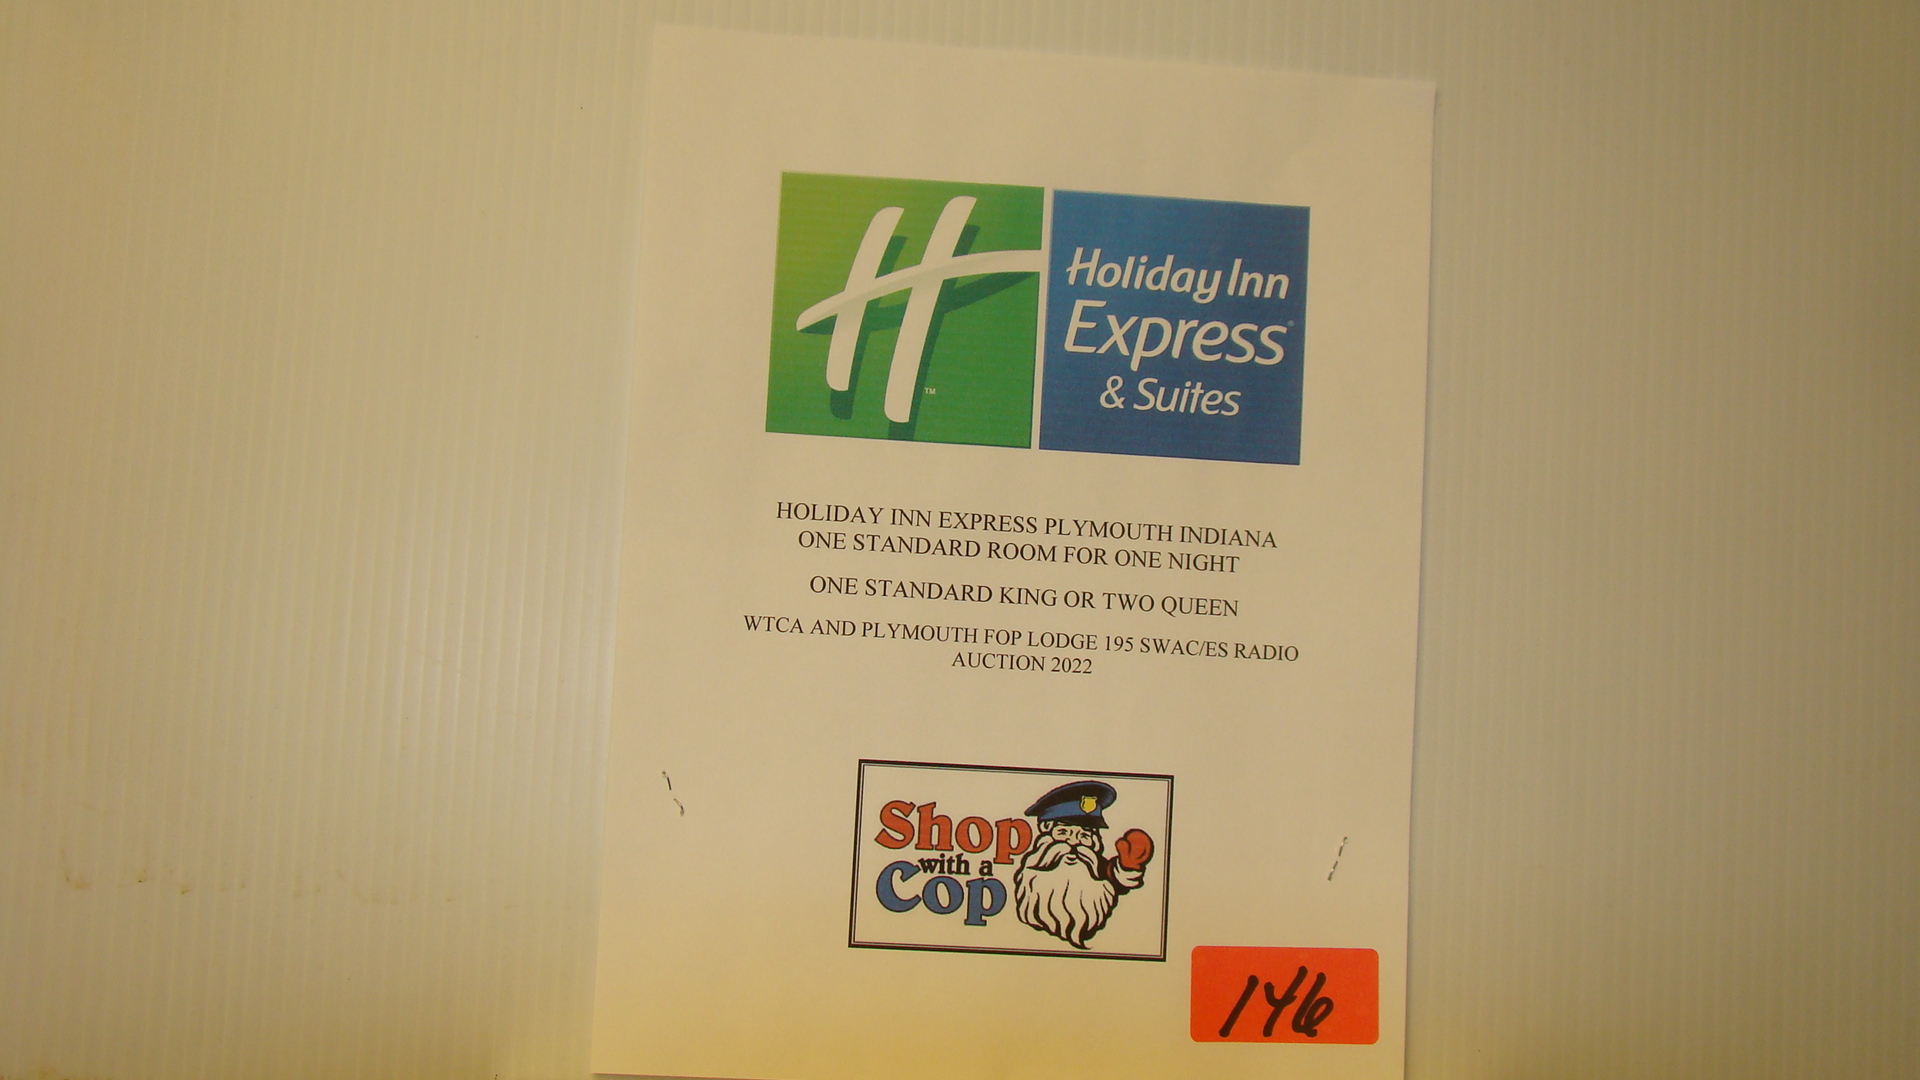 TM
Holiday Inn
Express®
& Suites
HOLIDAY INN EXPRESS PLYMOUTH INDIANA
ONE STANDARD ROOM FOR ONE NIGHT
ONE STANDARD KING OR TWO QUEEN
WTCA AND PLYMOUTH FOP LODGE 195 SWAC/ES RADIO
AUCTION 2022
Shop
with a
Cop
146